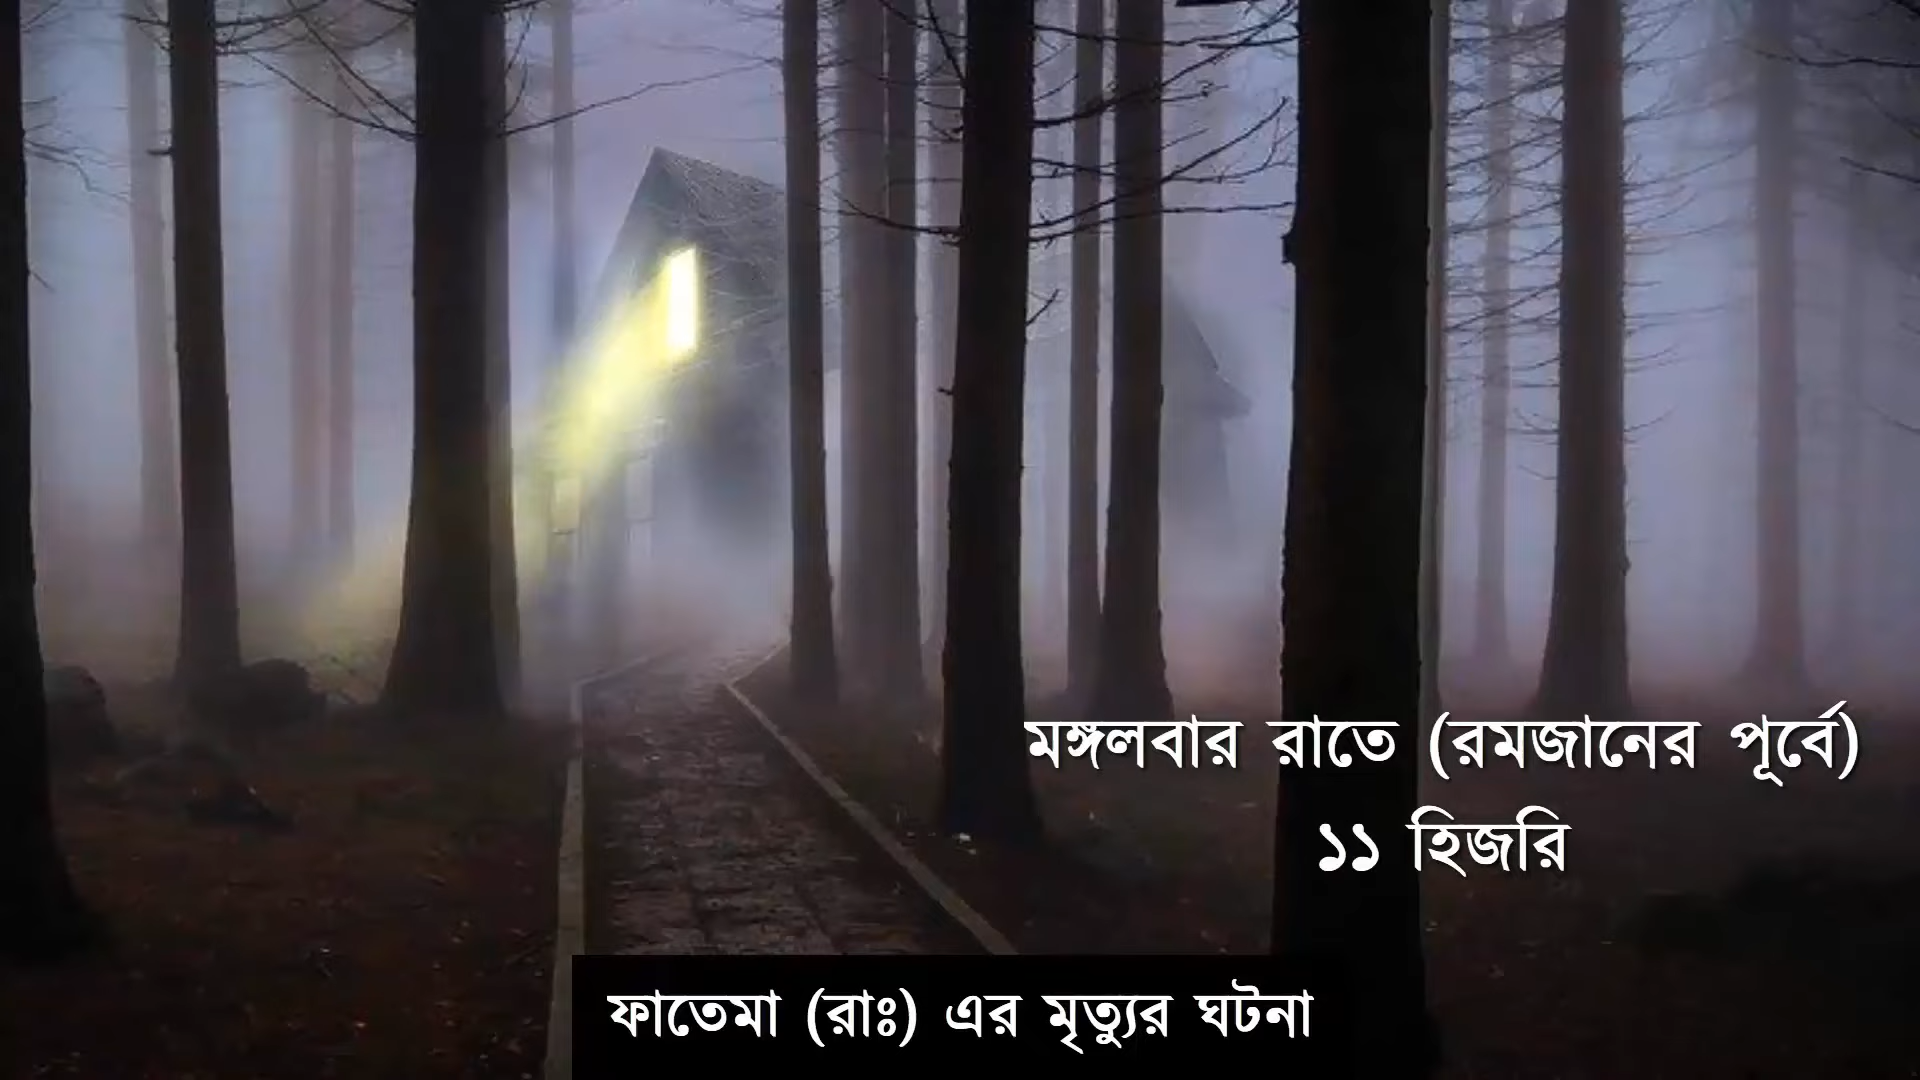 মঙ্গলবার রাতে (রমজানের পূর্বে)
১১ হিজরি
ফাতেমা (রাঃ) এর মৃত্যুর ঘটনা